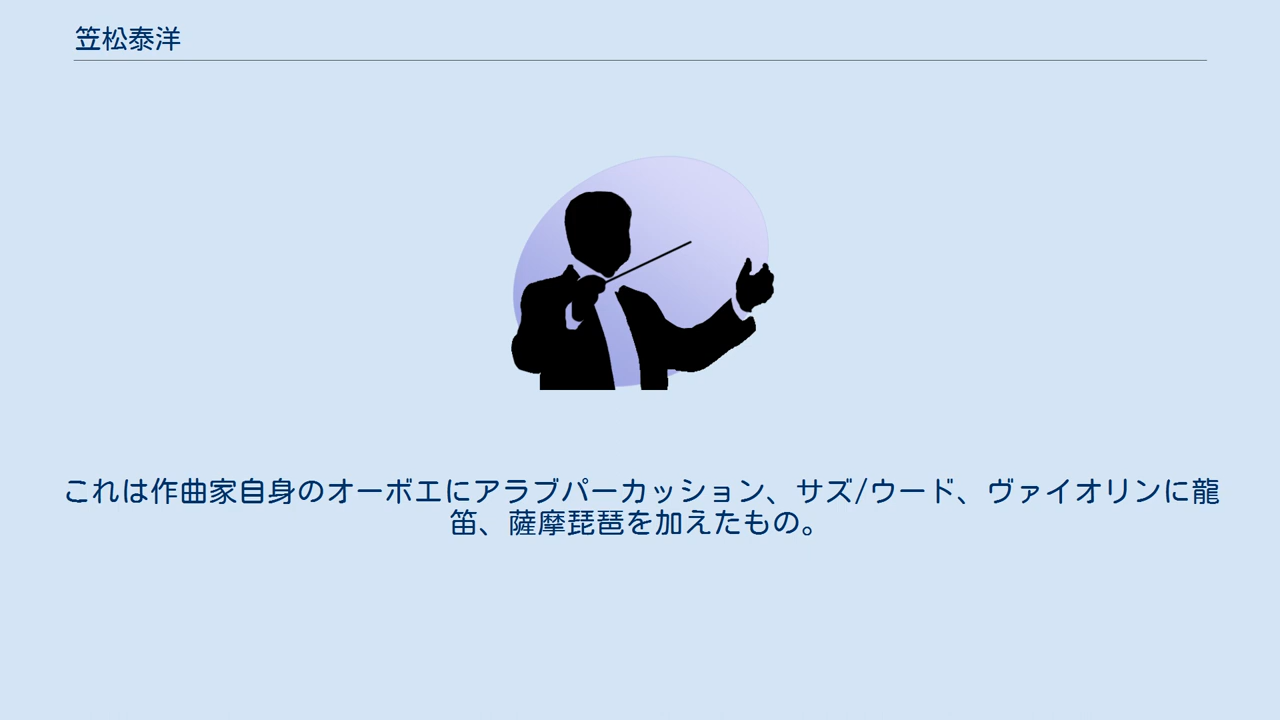 笠松泰洋
これは作曲家自身のオーボエにアラブパーカッション、サズ/ウード、ヴァイオリンに龍
笛、薩摩琵琶を加えたもの。